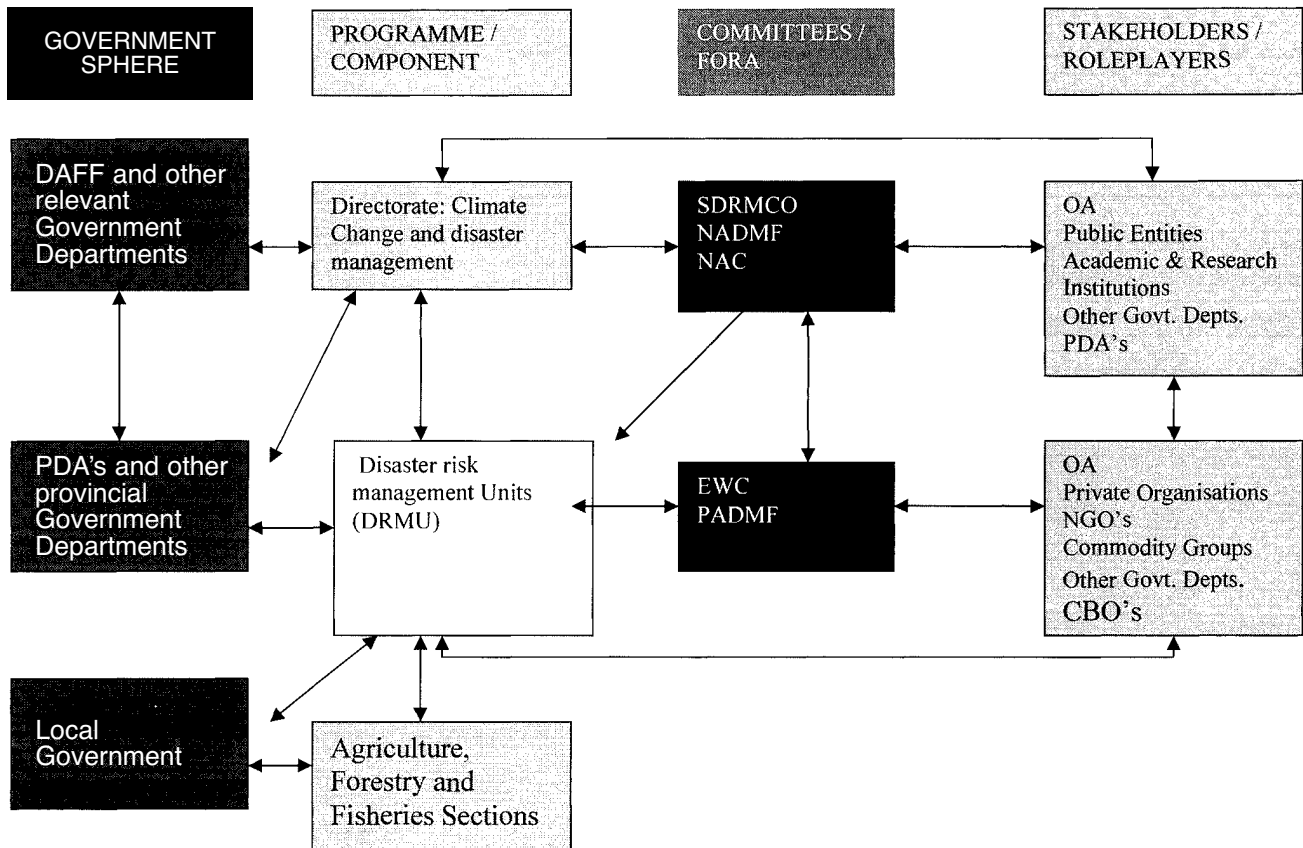 GOVERNMENT
SPHERE
PROGRAMME /
COMPONENT
COMMITTEES /
FORA
STAKEHOLDERS /
ROLEPLAYERS
DAFF and other
relevant
Government
Departments
Directorate: Climate
Change and disaster
management
SDRMCO
NADMF
NAC
OA
Public Entities
Academic & Research
Institutions
Other Govt. Depts.
PDA's
PDA's and other
provincial
Government
Departments
Disaster risk
management Units
(DRMU)
EWC
PADMF
OA
Private Organisations
NGO's
Commodity Groups
Other Govt. Depts.
CBO's
Local
Government
Agriculture,
Forestry and
Fisheries Sections